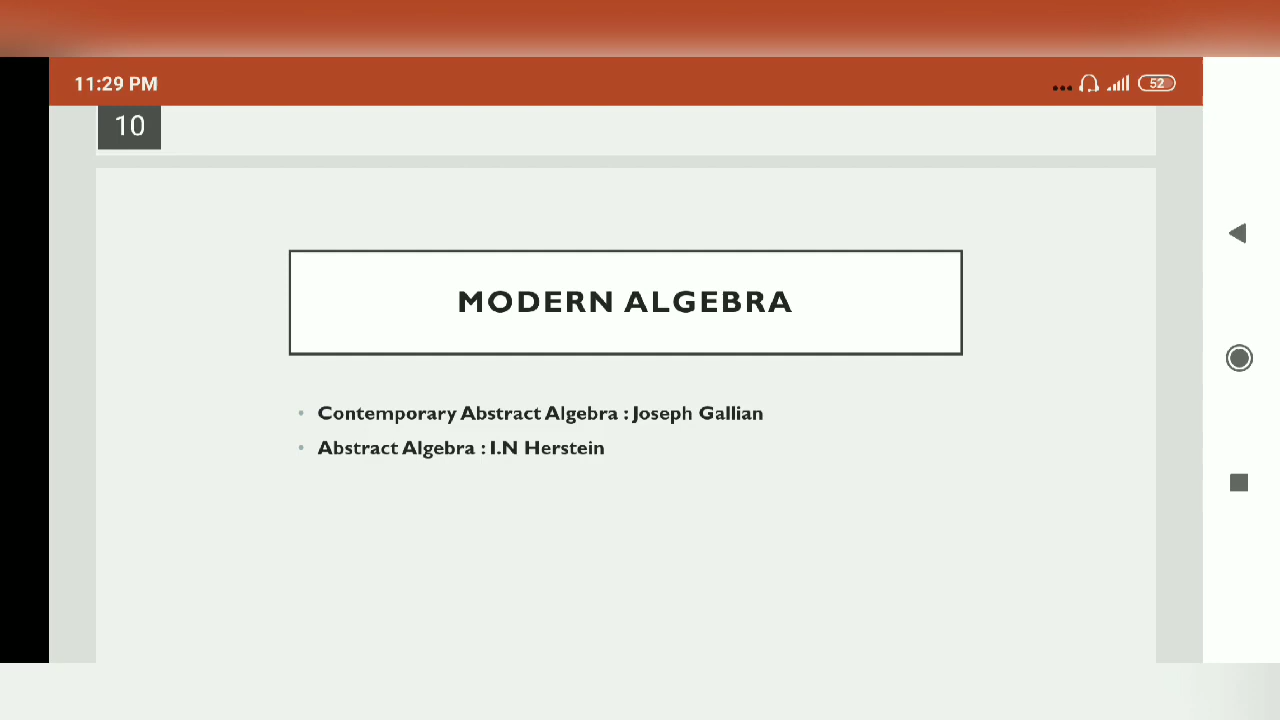 11:29 PM
52
10
MODERN ALGEBRA
• Contemporary Abstract Algebra : Joseph Gallian
• Abstract Algebra : I.N Herstein